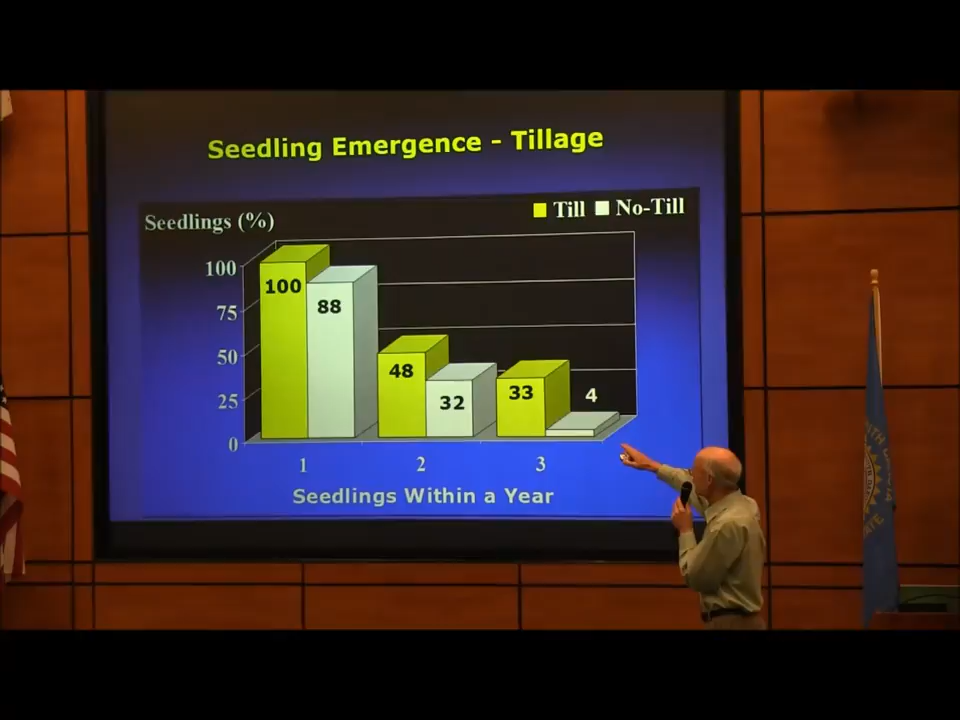 Seedling Emergence - Tillage
Seedlings (%)
Till No-Till
100
75
50
25
0
100
88
48
32
33
4
1 2 3
Seedlings Within a Year